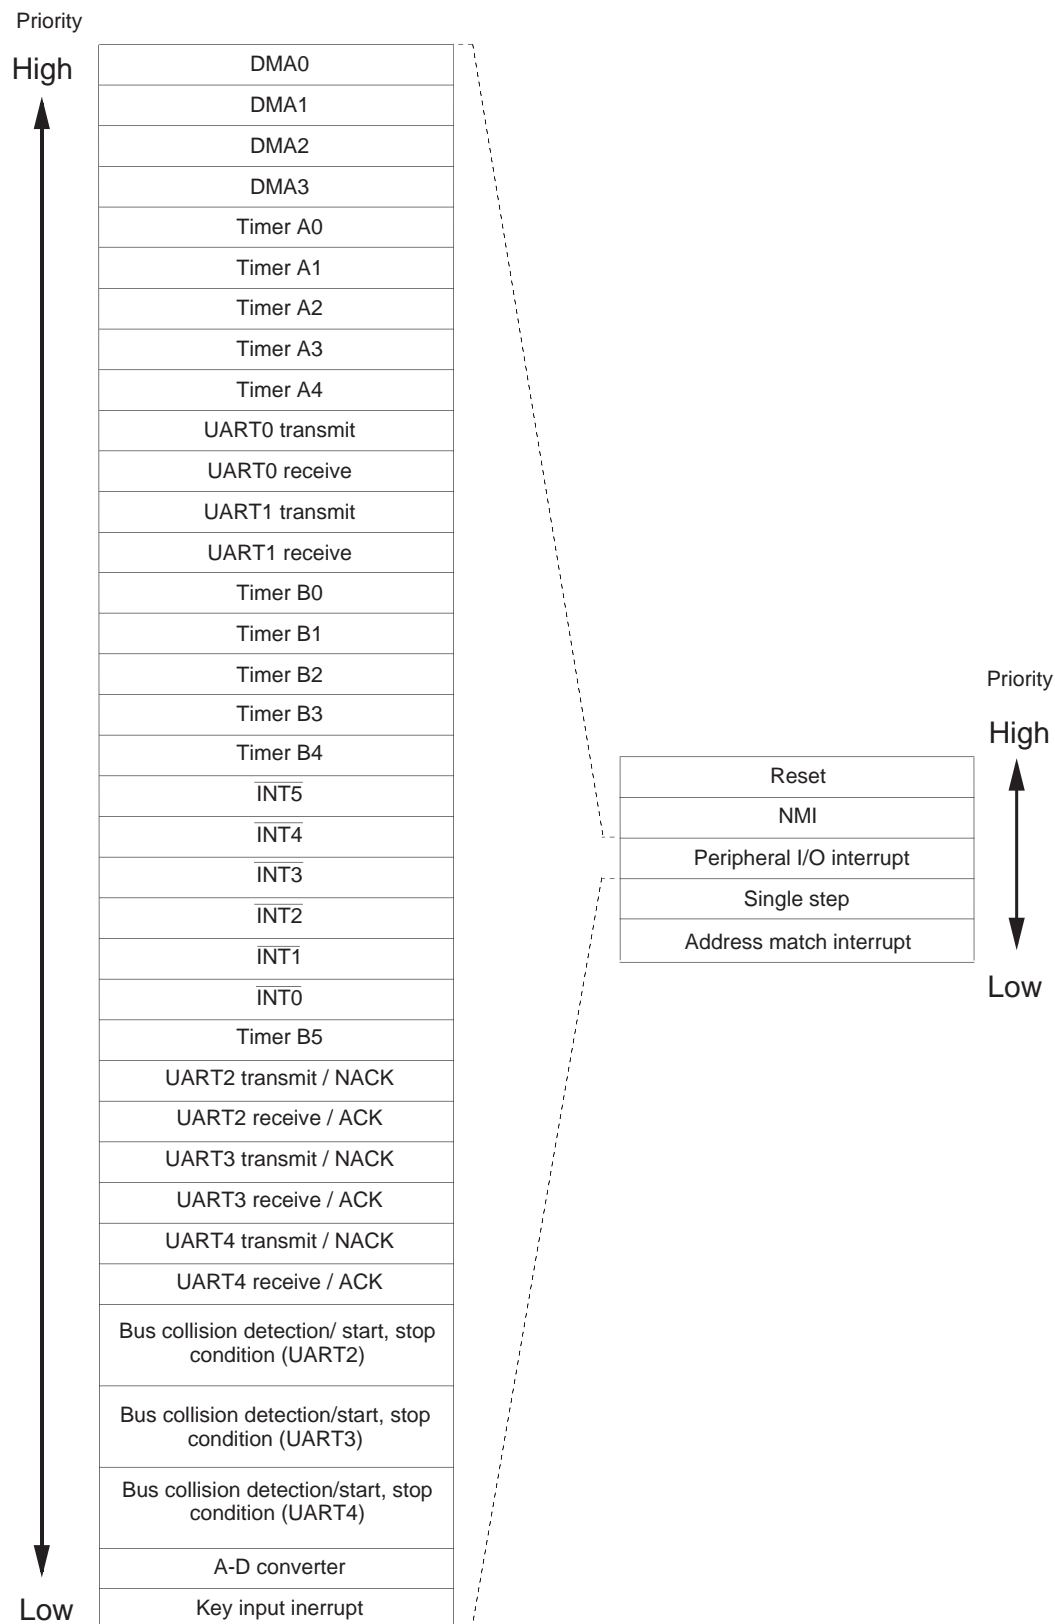 Priority
High
DMA0
DMA1
DMA2
DMA3
Timer A0
Timer A1
Timer A2
Timer A3
Timer A4
UART0 transmit
UART0 receive
UART1 transmit
UART1 receive
Timer B0
Timer B1
Timer B2
Timer B3
Timer B4
INT5
INT4
INT3
INT2
INT1
INT0
Timer B5
UART2 transmit / NACK
UART2 receive / ACK
UART3 transmit / NACK
UART3 receive / ACK
UART4 transmit / NACK
UART4 receive / ACK
Bus collision detection/ start, stop
condition (UART2)
Bus collision detection/start, stop
condition (UART3)
Bus collision detection/start, stop
condition (UART4)
A-D converter
Key input inerrupt
Low
Priority
High
Reset
NMI
Peripheral I/O interrupt
Single step
Address match interrupt
Low